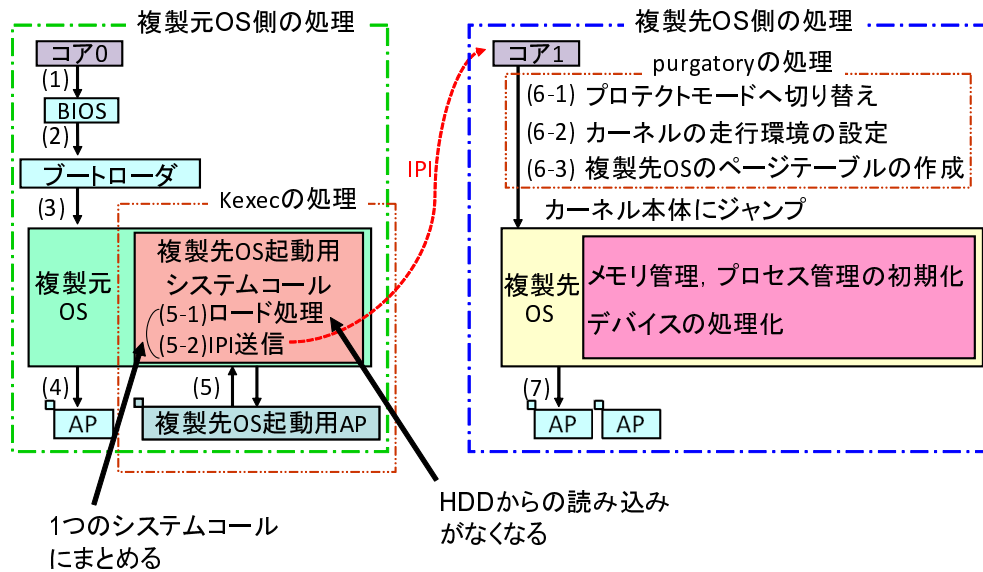 複製元OS側の処理
コア0
(1)
BIOS
(2)
ブートローダ
(3)
Kexecの処理
複製元
OS
複製先OS起動用
システムコール
(5-1)ロード処理
(5-2)IPI送信
(4)
(5)
AP
複製先OS起動用AP
1つのシステムコール
にまとめる
HDDからの読み込み
がなくなる
IPI
複製先OS側の処理
コア1
purgatoryの処理
(6-1) プロテクトモードへ切り替え
(6-2) カーネルの走行環境の設定
(6-3) 複製先OSのページテーブルの作成
カーネル本体にジャンプ
複製先
OS
メモリ管理, プロセス管理の初期化
デバイスの処理化
(7)
AP
AP